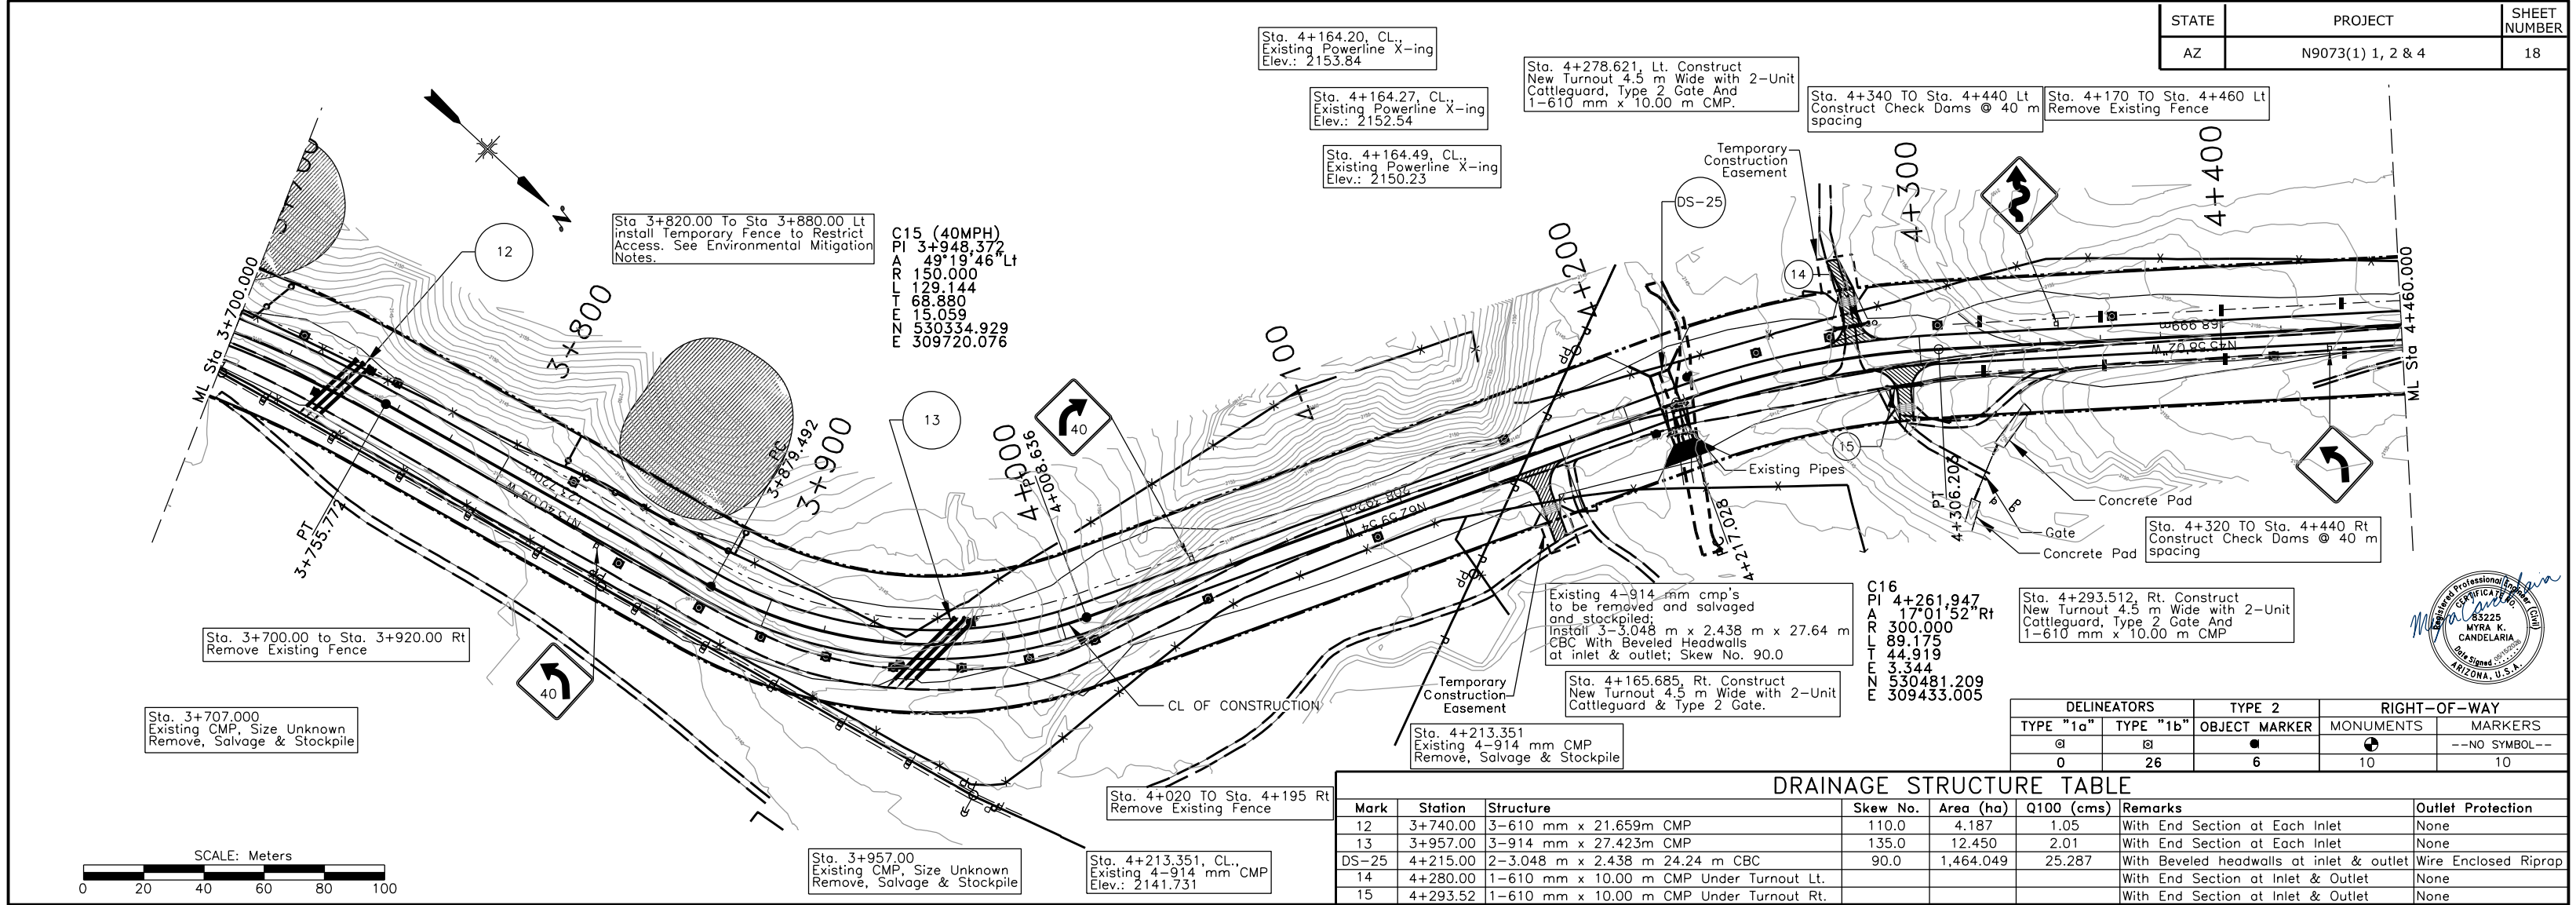 STATE PROJECT SHEET NUMBER
AZ N9073(1) 1, 2 & 4 18
Sta. 4+164.20, CL.,
Existing Powerline X-ing
Elev.: 2153.84
Sta. 4+164.27, CL.,
Existing Powerline X-ing
Elev.: 2152.54
Sta. 4+164.49, CL.,
Existing Powerline X-ing
Elev.: 2150.23
Sta. 4+278.621, Lt. Construct
New Turnout 4.5 m Wide with 2-Unit
Cattleguard, Type 2 Gate And
1-610 mm x 10.00 m CMP.
Sta. 4+340 TO Sta. 4+440 Lt
Construct Check Dams @ 40 m
spacing
Sta. 4+170 TO Sta. 4+460 Lt
Remove Existing Fence
Temporary
Construction
Easement
N
12
Sta 3+820.00 To Sta 3+880.00 Lt
install Temporary Fence to Restrict
Access. See Environmental Mitigation
Notes.
C15 (40MPH)
PI 3+948.372
A 49°19'46"Lt
R 150.000
L 129.144
T 68.880
E 15.059
N 530334.929
E 309720.076
DS-25
14
4+300
4+400
4+200
4+100
3+800
3+900
4+000
ML Sta 3+700.000
ML Sta 4+460.000
168.999m
N45°58'02"W
13
40
PC
3+879.492
PT
4+008.636
PT
3+755.772
123.720m
N13°40'09"W
208.392m
N62°59'54"W
PP
Existing Pipes
15
PT
4+306.203
PC
4+217.028
Concrete Pad
Gate
Concrete Pad
Sta. 4+320 TO Sta. 4+440 Rt
Construct Check Dams @ 40 m
spacing
PP
Existing 4-914 mm cmp's
to be removed and salvaged
and stockpiled;
Install 3-3.048 m x 2.438 m x 27.64 m
CBC With Beveled Headwalls
at inlet & outlet; Skew No. 90.0
C16
PI 4+261.947
A 17°01'52"Rt
R 300.000
L 89.175
T 44.919
E 3.344
N 530481.209
E 309433.005
Sta. 4+293.512, Rt. Construct
New Turnout 4.5 m Wide with 2-Unit
Cattleguard, Type 2 Gate And
1-610 mm x 10.00 m CMP
Registered Professional Engineer (Civil)
CERTIFICATE NO.
83225
MYRA K.
CANDELARIA
Date Signed
ARIZONA, U.S.A.
Sta. 3+700.00 to Sta. 3+920.00 Rt
Remove Existing Fence
40
Sta. 3+707.000
Existing CMP, Size Unknown
Remove, Salvage & Stockpile
CL OF CONSTRUCTION
Temporary
Construction
Easement
Sta. 4+165.685, Rt. Construct
New Turnout 4.5 m Wide with 2-Unit
Cattleguard & Type 2 Gate.
Sta. 4+213.351
Existing 4-914 mm CMP
Remove, Salvage & Stockpile
Sta. 4+020 TO Sta. 4+195 Rt
Remove Existing Fence
PP
Sta. 3+957.00
Existing CMP, Size Unknown
Remove, Salvage & Stockpile
Sta. 4+213.351, CL.,
Existing 4-914 mm CMP
Elev.: 2141.731
SCALE: Meters
0 20 40 60 80 100
DELINEATORS TYPE 2 RIGHT-OF-WAY
TYPE "1a" TYPE "1b" OBJECT MARKER MONUMENTS MARKERS
--NO SYMBOL--
0 26 6 10 10
DRAINAGE STRUCTURE TABLE
Mark Station Structure Skew No. Area (ha) Q100 (cms) Remarks Outlet Protection
12 3+740.00 3-610 mm x 21.659m CMP 110.0 4.187 1.05 With End Section at Each Inlet None
13 3+957.00 3-914 mm x 27.423m CMP 135.0 12.450 2.01 With End Section at Each Inlet None
DS-25 4+215.00 2-3.048 m x 2.438 m 24.24 m CBC 90.0 1,464.049 25.287 With Beveled headwalls at inlet & outlet Wire Enclosed Riprap
14 4+280.00 1-610 mm x 10.00 m CMP Under Turnout Lt. With End Section at Inlet & Outlet None
15 4+293.52 1-610 mm x 10.00 m CMP Under Turnout Rt. With End Section at Inlet & Outlet None